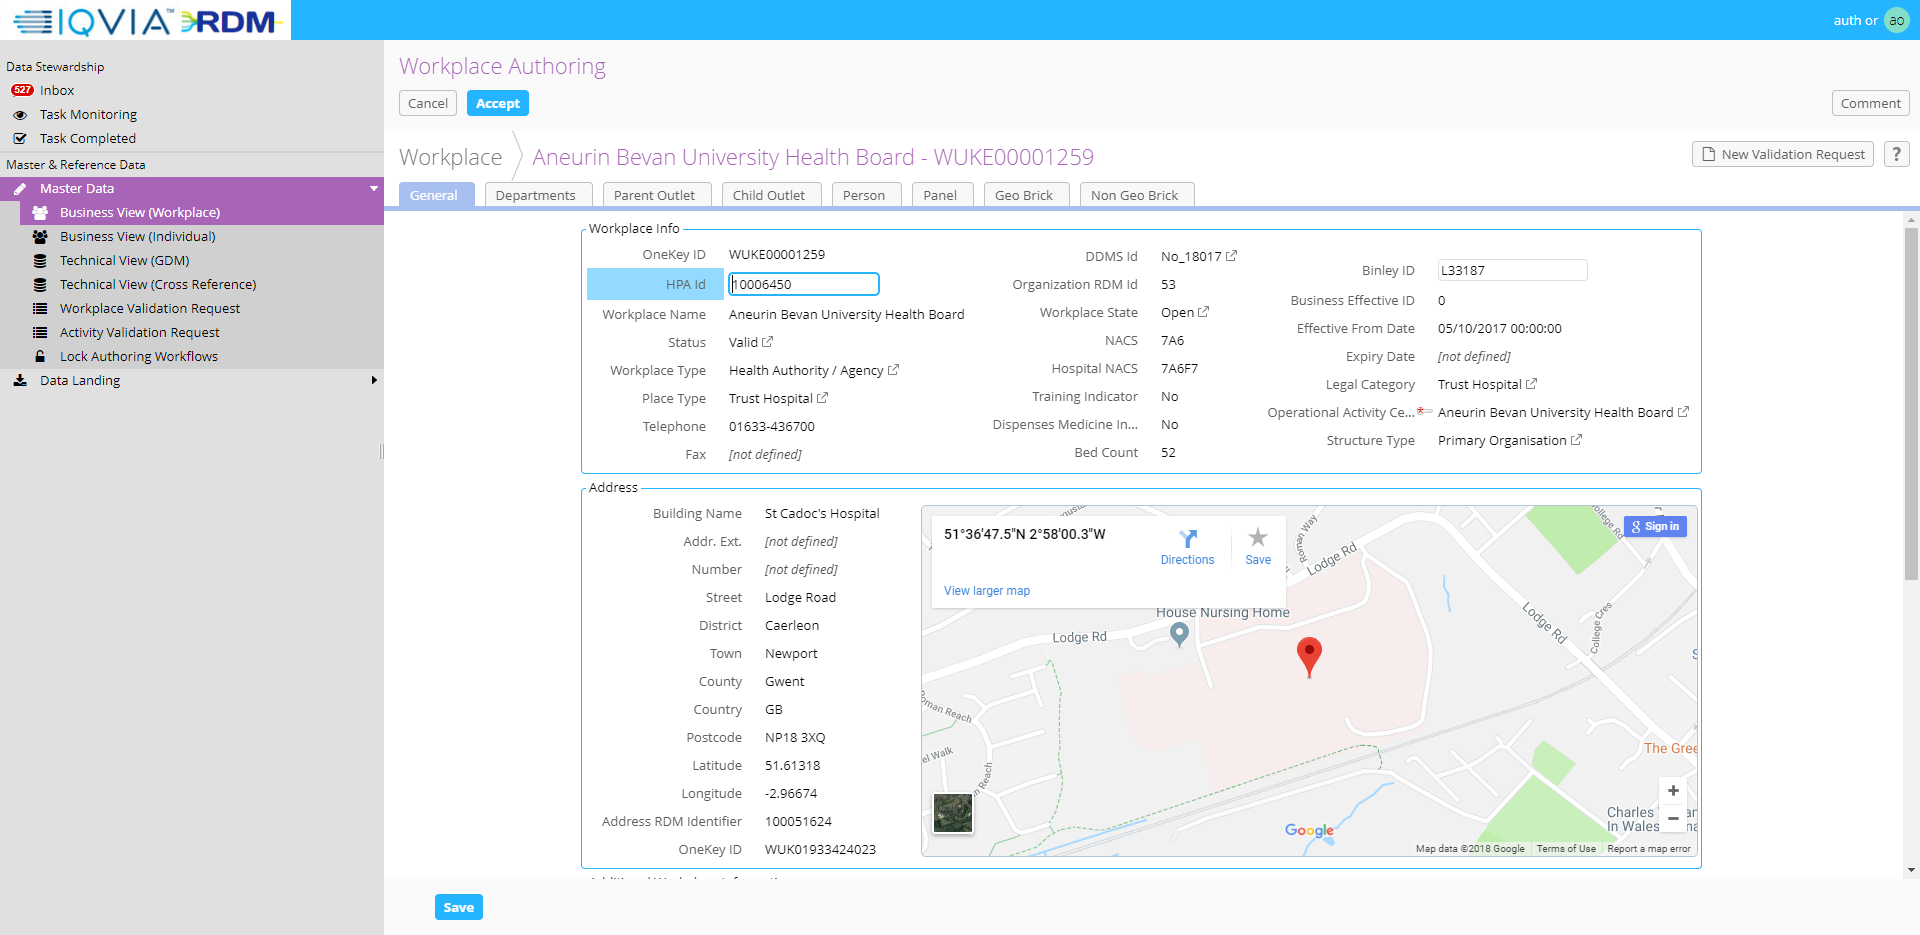 IQVIA™ RDM
auth or ao
Data Stewardship
527 Inbox
Task Monitoring
Task Completed
Master & Reference Data
Master Data
Business View (Workplace)
Business View (Individual)
Technical View (GDM)
Technical View (Cross Reference)
Workplace Validation Request
Activity Validation Request
Lock Authoring Workflows
Data Landing
Workplace Authoring
Cancel Accept Comment
Workplace Aneurin Bevan University Health Board - WUKE00001259
New Validation Request ?
General Departments Parent Outlet Child Outlet Person Panel Geo Brick Non Geo Brick
Workplace Info
OneKey ID WUKE00001259
HPA Id 10006450
Workplace Name Aneurin Bevan University Health Board
Status Valid
Workplace Type Health Authority / Agency
Place Type Trust Hospital
Telephone 01633-436700
Fax [not defined]
DDMS Id No_18017
Organization RDM Id 53
Workplace State Open
NACS 7A6
Hospital NACS 7A6F7
Training Indicator No
Dispenses Medicine In... No
Bed Count 52
Binley ID L33187
Business Effective ID 0
Effective From Date 05/10/2017 00:00:00
Expiry Date [not defined]
Legal Category Trust Hospital
Operational Activity Ce... Aneurin Bevan University Health Board
Structure Type Primary Organisation
Address
Building Name St Cadoc's Hospital
Addr. Ext. [not defined]
Number [not defined]
Street Lodge Road
District Caerleon
Town Newport
County Gwent
Country GB
Postcode NP18 3XQ
Latitude 51.61318
Longitude -2.96674
Address RDM Identifier 100051624
OneKey ID WUK01933424023
51°36'47.5"N 2°58'00.3"W
Directions
Save
View larger map
Sign in
Roman Way
College Rd
Lodge Rd
House Nursing Home
Lodge Rd
Lodge Rd
College Cres
oman Reach
el Walk
n Reach
The Gree
Charles
In Wales
Google
+
−
Map data ©2018 Google Terms of Use Report a map error
Save